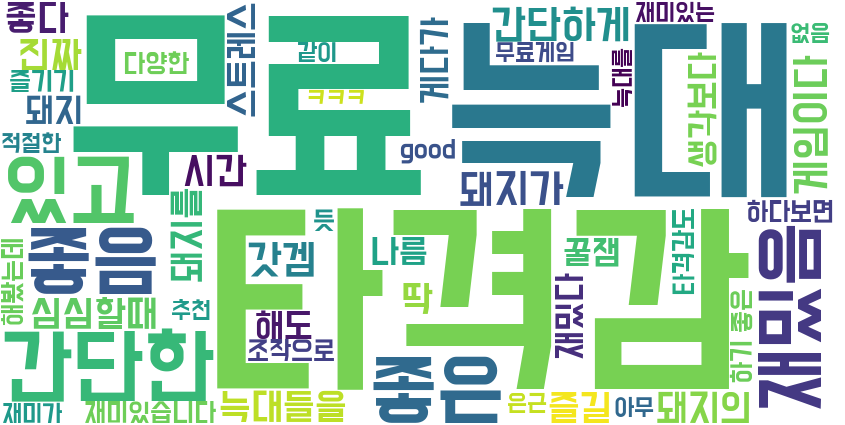 좋다
무료
스트레스
같이
게다가
간단하게
무료게임
늑대
늑대를
재미있는
없음
진짜
다양한
즐기기
ㅋㅋㅋ
돼지
적절한
시간
good
돼지가
생각보다
게임이다
있고
돼지를
타격감
하다보면
좋음
듯
갓겜
나름
꿀잼
타격감도
재밌음
해봤는데
심심할때
추천
딱
재밌다
해도
조작으로
하기 좋은
간단한
좋은
재미가
재미있습니다
늑대들을
은근
즐길
아무
돼지의